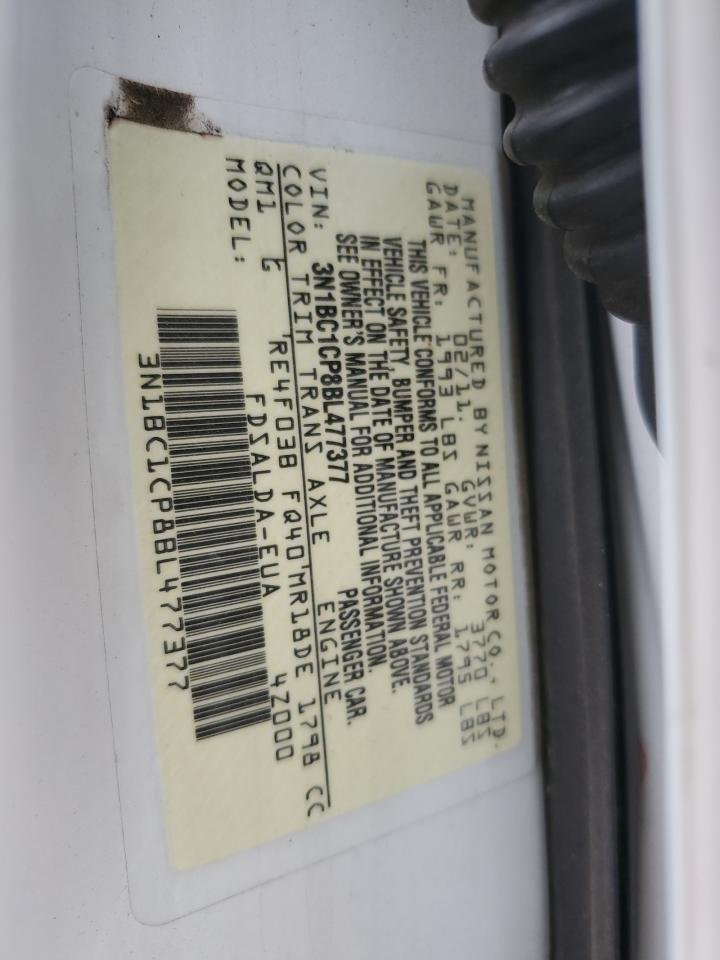 MANUFACTURED BY NISSAN MOTOR CO., LTD.
DATE: 02/11. GVWR: 3770 LBS
GAWR FR: 1993 LBS GAWR RR: 1795 LBS
THIS VEHICLE CONFORMS TO ALL APPLICABLE FEDERAL MOTOR
VEHICLE SAFETY, BUMPER AND THEFT PREVENTION STANDARDS
IN EFFECT ON THE DATE OF MANUFACTURE SHOWN ABOVE.
SEE OWNER'S MANUAL FOR ADDITIONAL INFORMATION.
VIN: 3N1BC1CP8BL477377 PASSENGER CAR.
COLOR TRIM TRANS AXLE ENGINE
QM1 G RE4F03B FQ40 MR18DE 1798 CC
MODEL: FDSALDA-EUA 4Z000
3N1BC1CP8BL477377